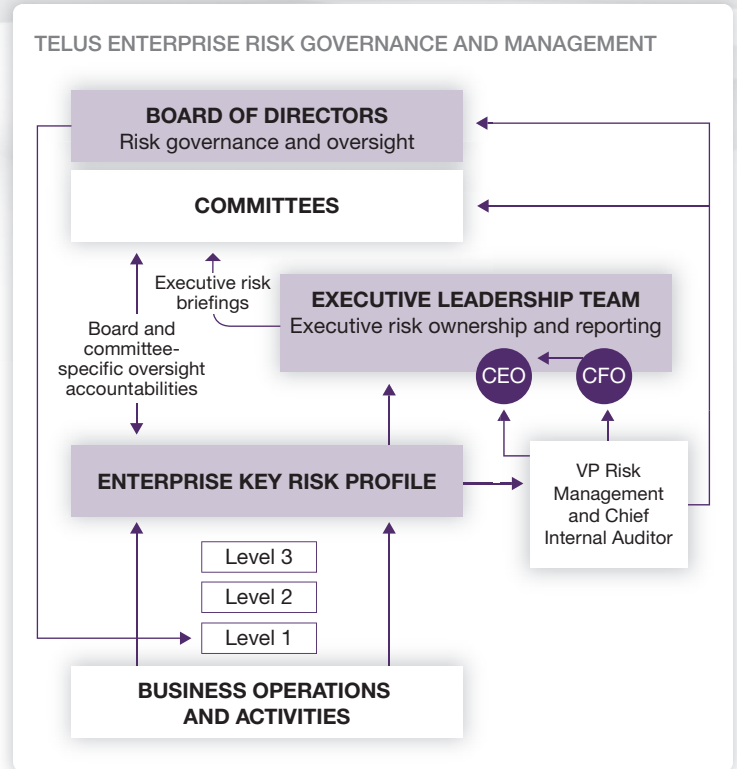 TELUS ENTERPRISE RISK GOVERNANCE AND MANAGEMENT
BOARD OF DIRECTORS
Risk governance and oversight
COMMITTEES
Executive risk
briefings
EXECUTIVE LEADERSHIP TEAM
Executive risk ownership and reporting
CEO
CFO
Board and
committee-
specific oversight
accountabilities
ENTERPRISE KEY RISK PROFILE
VP Risk
Management
and Chief
Internal Auditor
Level 3
Level 2
Level 1
BUSINESS OPERATIONS
AND ACTIVITIES